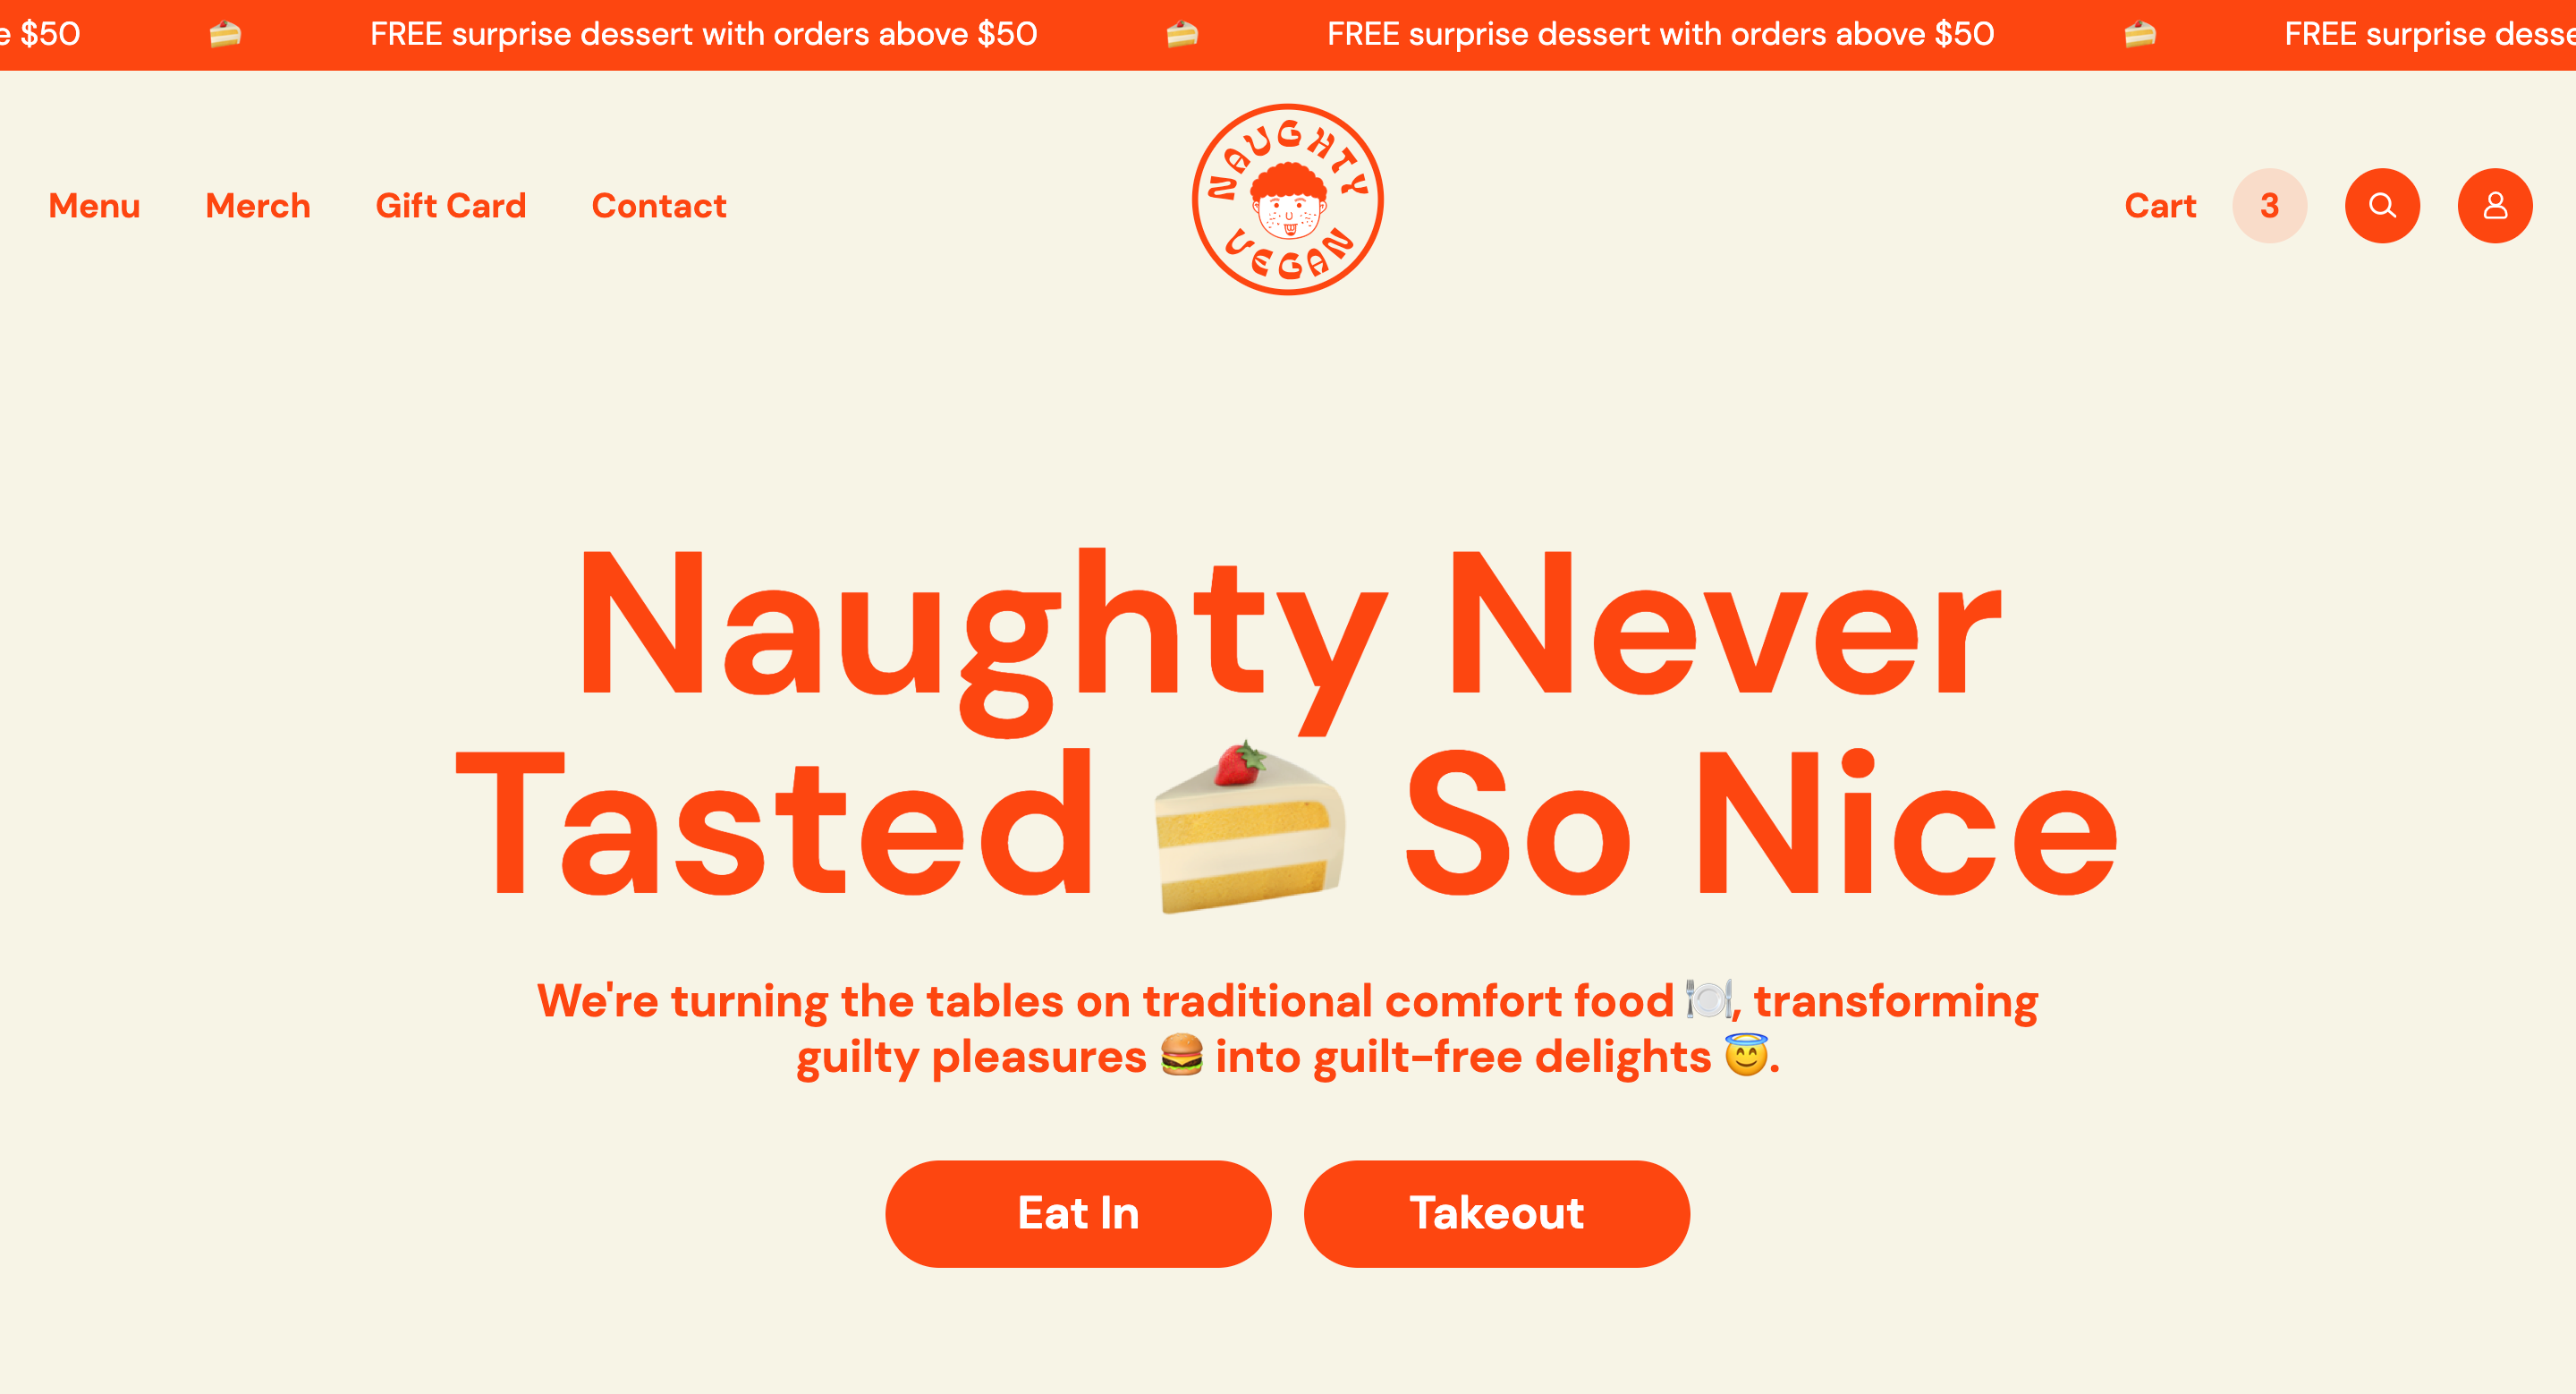 e $50 🍰 FREE surprise dessert with orders above $50 🍰 FREE surprise dessert with orders above $50 🍰 FREE surprise desse
Menu Merch Gift Card Contact
NAUGHTY
VEGAN
Cart 3
Naughty Never
Tasted 🍰 So Nice
We're turning the tables on traditional comfort food 🍽️, transforming
guilty pleasures 🍔 into guilt-free delights 😇.
Eat In
Takeout